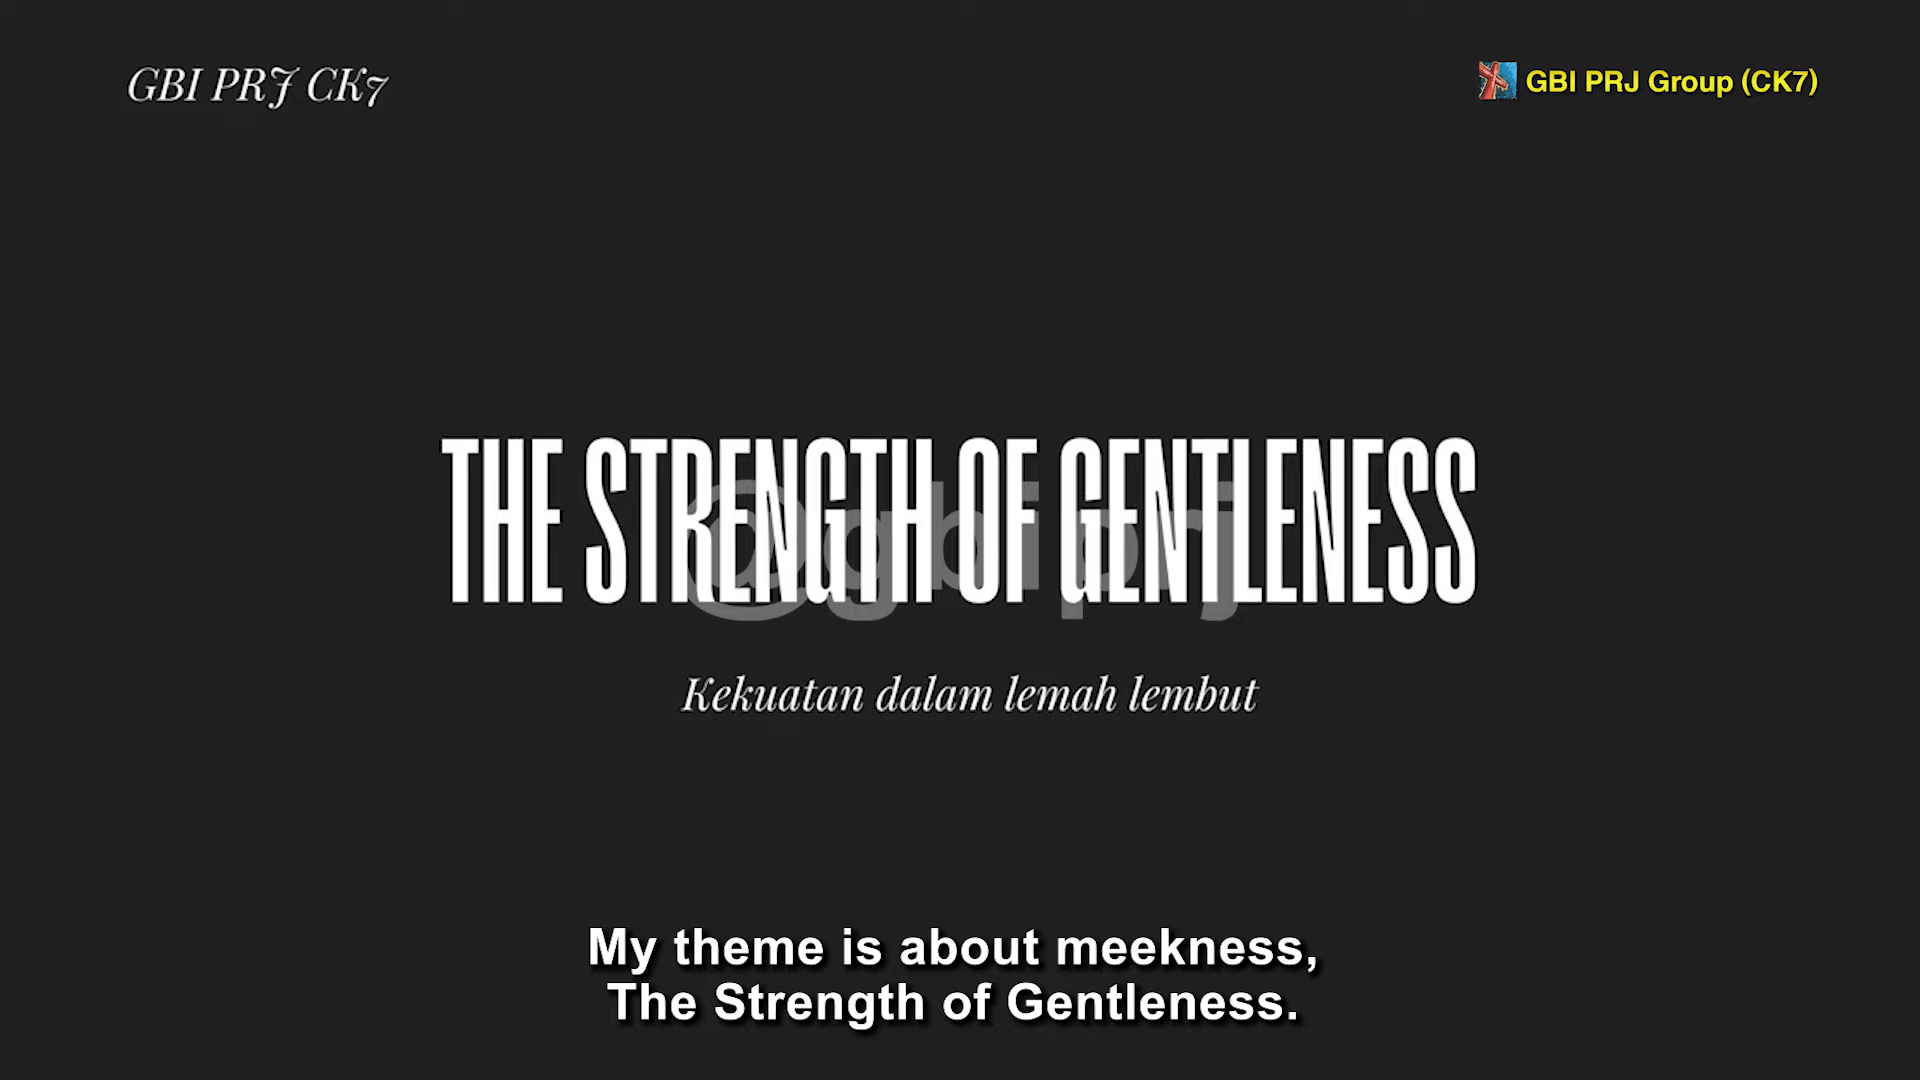 GBI PRJ CK7
GBI PRJ Group (CK7)
THE STRENGTH OF GENTLENESS
@gbiprj
Kekuatan dalam lemah lembut
My theme is about meekness,
The Strength of Gentleness.